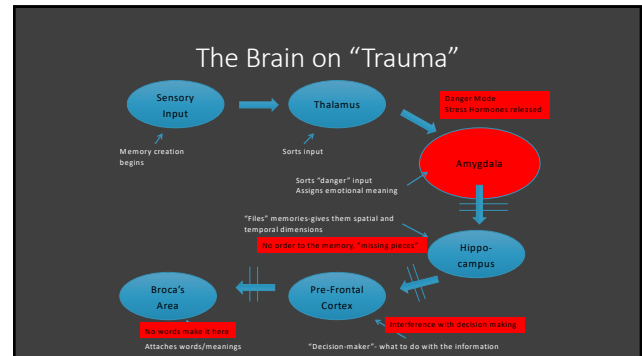 The Brain on “Trauma”
Sensory
Input
Thalamus
Danger Mode
Stress Hormones released
Memory creation
begins
Sorts input
Amygdala
Sorts “danger” input
Assigns emotional meaning
“Files” memories-gives them spatial and
temporal dimensions
No order to the memory, “missing pieces”
Hippo-
campus
Broca’s
Area
Pre-Frontal
Cortex
No words make it here
Interference with decision making
Attaches words/meanings
“Decision-maker”- what to do with the information